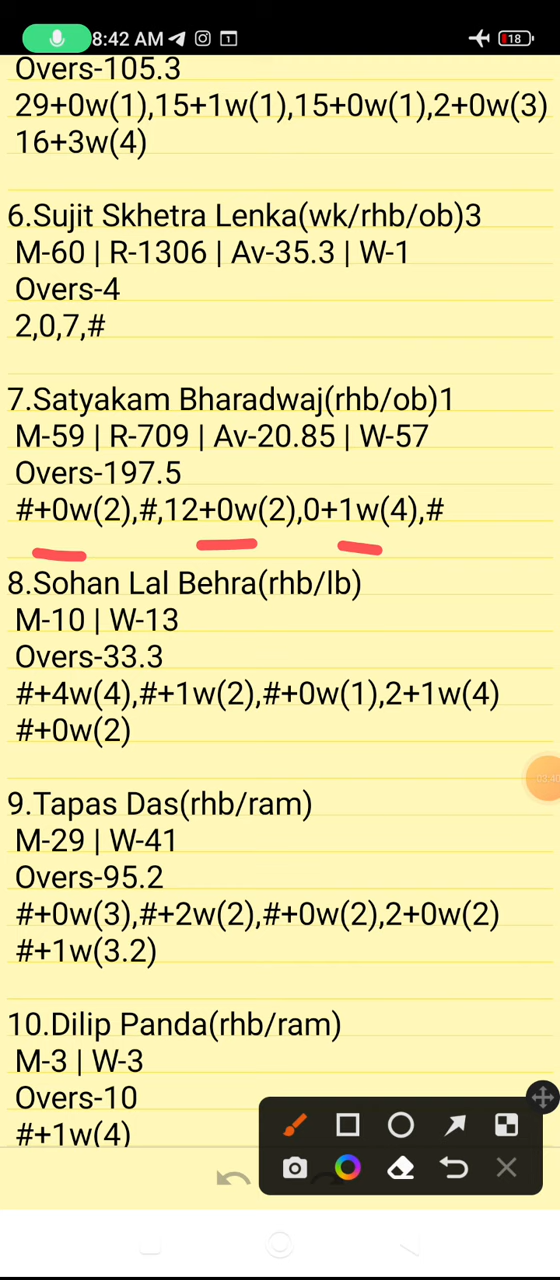 8:42 AM 1 18
Overs-105.3
29+0w(1),15+1w(1),15+0w(1),2+0w(3)
16+3w(4)
6.Sujit Skhetra Lenka(wk/rhb/ob)3
M-60 | R-1306 | Av-35.3 | W-1
Overs-4
2,0,7,#
7.Satyakam Bharadwaj(rhb/ob)1
M-59 | R-709 | Av-20.85 | W-57
Overs-197.5
#+0w(2),#,12+0w(2),0+1w(4),#
8.Sohan Lal Behra(rhb/lb)
M-10 | W-13
Overs-33.3
#+4w(4),#+1w(2),#+0w(1),2+1w(4)
#+0w(2)
9.Tapas Das(rhb/ram)
M-29 | W-41
Overs-95.2
#+0w(3),#+2w(2),#+0w(2),2+0w(2)
#+1w(3.2)
10.Dilip Panda(rhb/ram)
M-3 | W-3
Overs-10
#+1w(4)